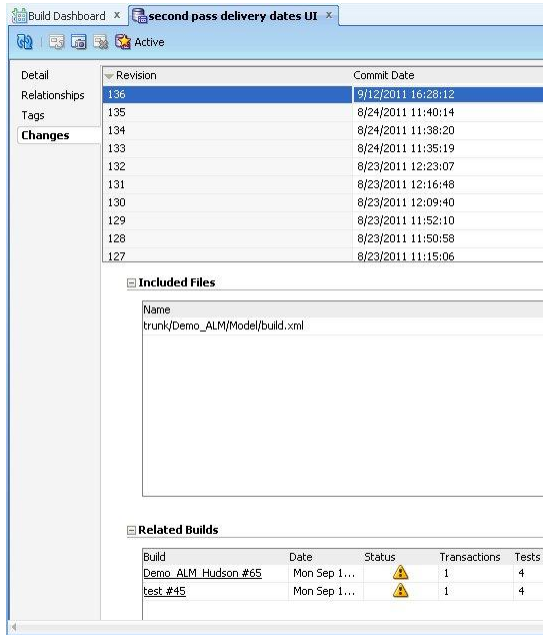 Build Dashboard x second pass delivery dates UI x
Active
Detail
Relationships
Tags
Changes
Revision Commit Date
136 9/12/2011 16:28:12
135 8/24/2011 11:40:14
134 8/24/2011 11:38:20
133 8/24/2011 11:35:19
132 8/23/2011 12:23:07
131 8/23/2011 12:16:48
130 8/23/2011 12:09:40
129 8/23/2011 11:52:10
128 8/23/2011 11:50:58
127 8/23/2011 11:15:06
Included Files
Name
trunk/Demo_ALM/Model/build.xml
Related Builds
Build Date Status Transactions Tests
Demo_ALM_Hudson #65 Mon Sep 1... 1 4
test #45 Mon Sep 1... 1 4